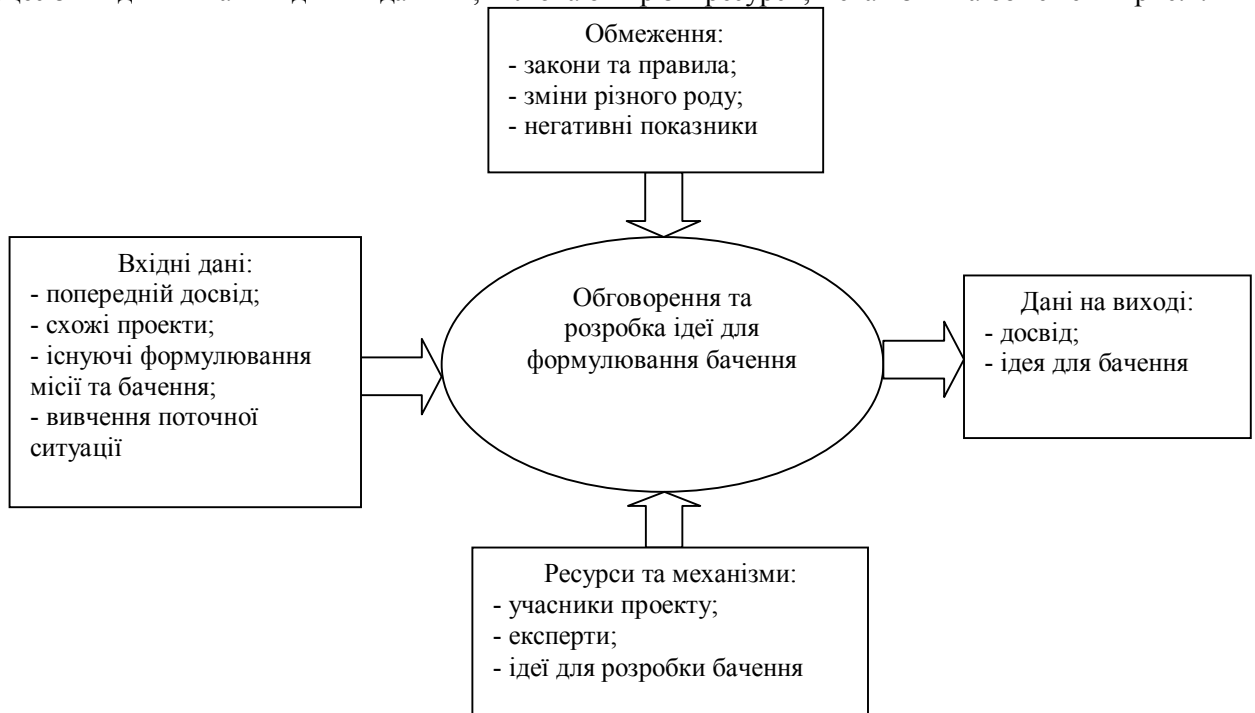 Обмеження:
- закони та правила;
- зміни різного роду;
- негативні показники
Вхідні дані:
- попередній досвід;
- схожі проекти;
- існуючі формулювання
місії та бачення;
- вивчення поточної
ситуації
Обговорення та
розробка ідеї для
формулювання бачення
Дані на виході:
- досвід;
- ідея для бачення
Ресурси та механізми:
- учасники проекту;
- експерти;
- ідеї для розробки бачення